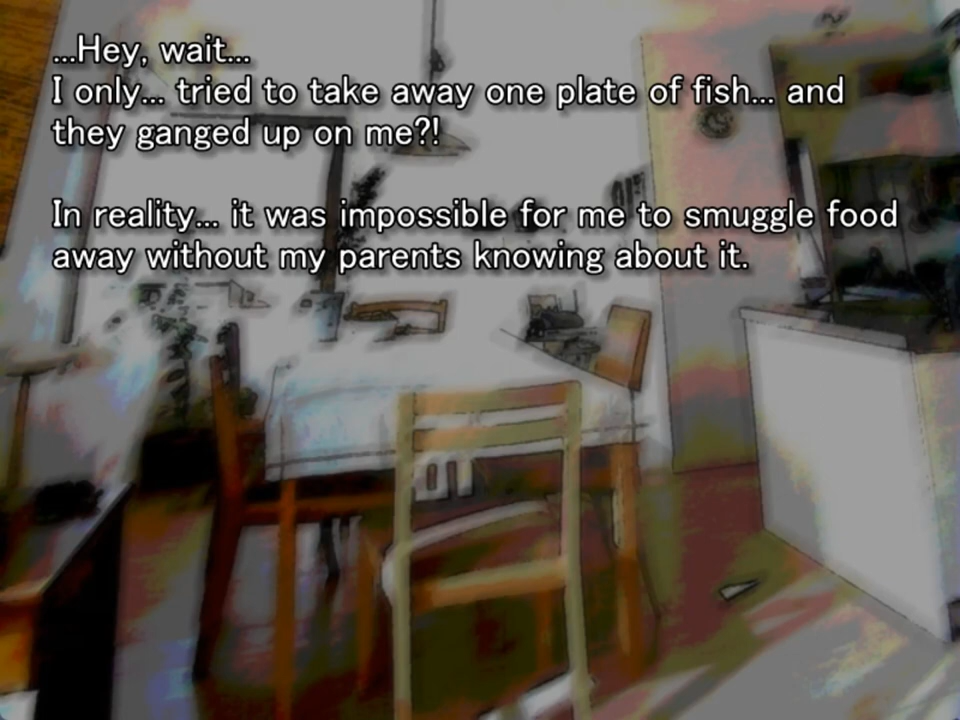 ...Hey, wait...
I only... tried to take away one plate of fish... and
they ganged up on me?!
In reality... it was impossible for me to smuggle food
away without my parents knowing about it.